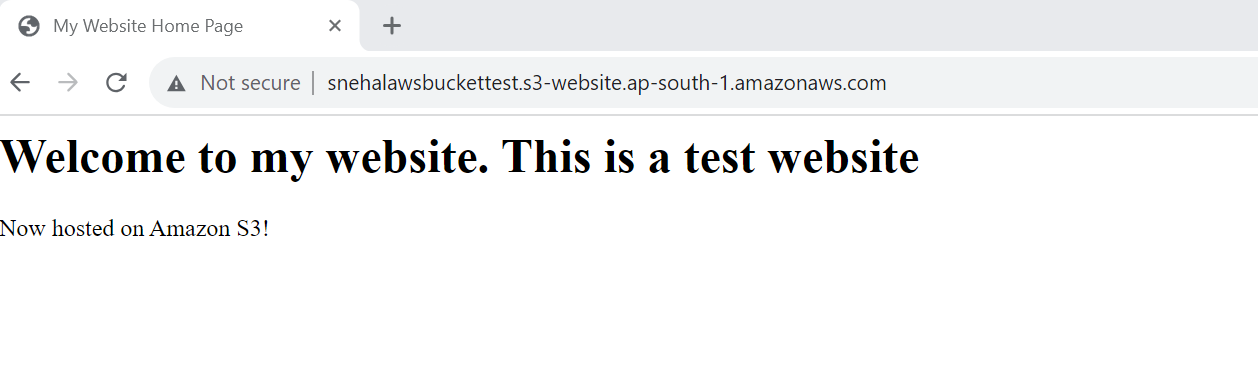 My Website Home Page
Not secure | snehalawsbuckettest.s3-website.ap-south-1.amazonaws.com
Welcome to my website. This is a test website
Now hosted on Amazon S3!